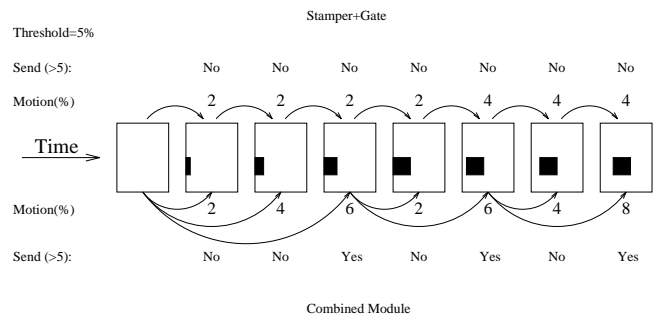 Stamper+Gate
Threshold=5%
Send (>5): No No No No No No No
Motion(%) 2 2 2 2 4 4 4
Time
Motion(%) 2 4 6 2 6 4 8
Send (>5): No No Yes No Yes No Yes
Combined Module